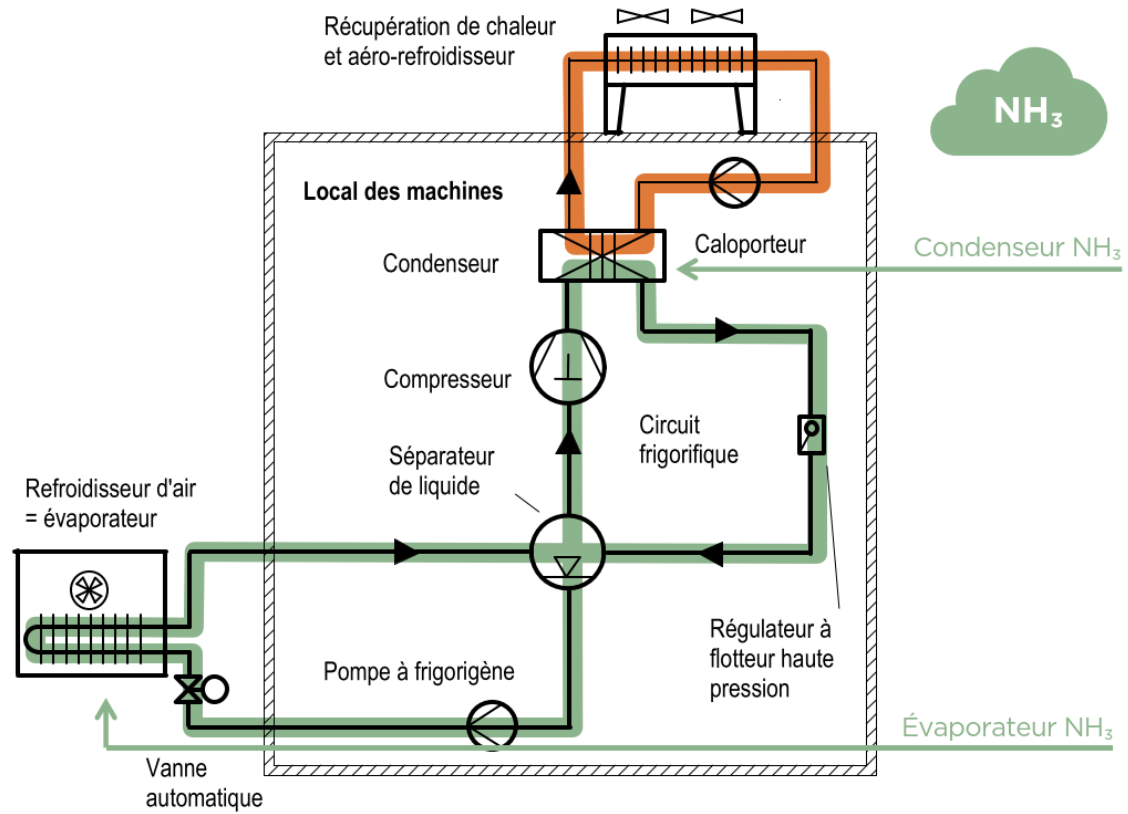 Récupération de chaleur
et aéro-refroidisseur
NH₃
Local des machines
Condenseur
Caloporteur
Condenseur NH₃
Compresseur
Circuit
frigorifique
Séparateur
de liquide
Refroidisseur d'air
= évaporateur
Régulateur à
flotteur haute
pression
Pompe à frigorigène
Évaporateur NH₃
Vanne
automatique